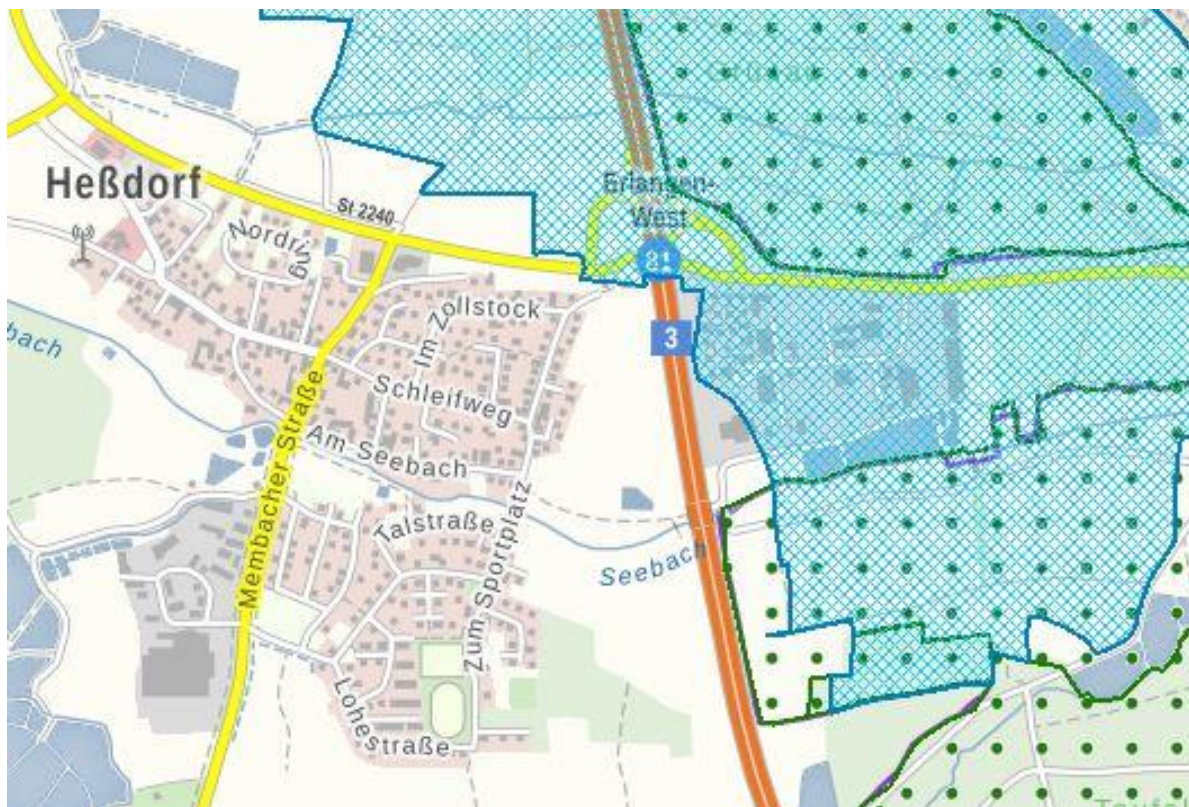 Heßdorf
St 2240
Erlangen-
West
21
Nordring
3
Im Zollstock
Schleifweg
bach
Membacher Straße
Am Seebach
Talstraße
Zum Sportplatz
Seebach
Lohestraße